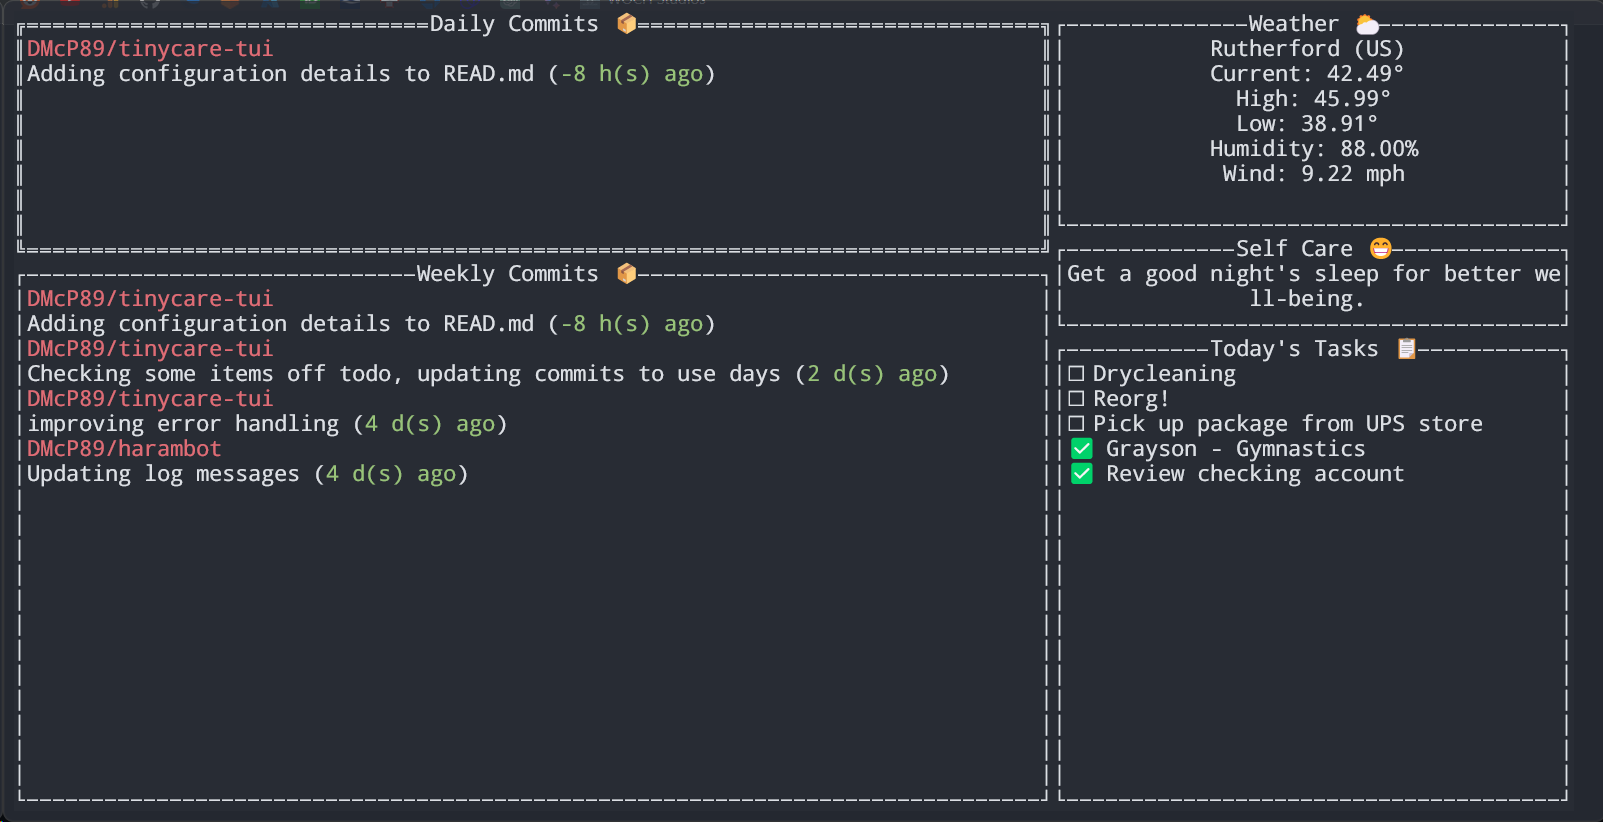 Daily Commits 📦
DMcP89/tinycare-tui
Adding configuration details to READ.md (-8 h(s) ago)
Weekly Commits 📦
DMcP89/tinycare-tui
Adding configuration details to READ.md (-8 h(s) ago)
DMcP89/tinycare-tui
Checking some items off todo, updating commits to use days (2 d(s) ago)
DMcP89/tinycare-tui
improving error handling (4 d(s) ago)
DMcP89/harambot
Updating log messages (4 d(s) ago)
Weather ⛅
Rutherford (US)
Current: 42.49°
High: 45.99°
Low: 38.91°
Humidity: 88.00%
Wind: 9.22 mph
Self Care 😁
Get a good night's sleep for better we
ll-being.
Today's Tasks 📋
☐ Drycleaning
☐ Reorg!
☐ Pick up package from UPS store
✅ Grayson - Gymnastics
✅ Review checking account